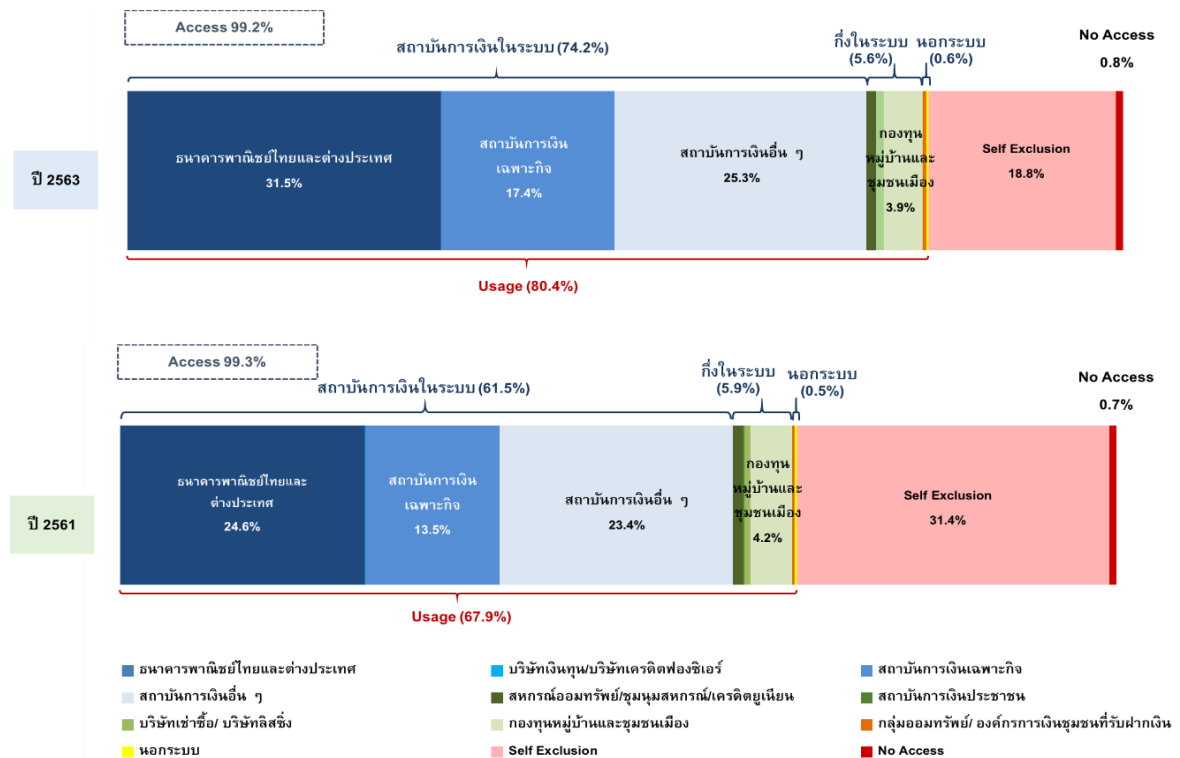 Access 99.2%
สถาบันการเงินในระบบ (74.2%)
กึ่งในระบบ
(5.6%)
นอกระบบ
(0.6%)
No Access
0.8%
ปี 2563
ธนาคารพาณิชย์ไทยและต่างประเทศ
31.5%
สถาบันการเงิน
เฉพาะกิจ
17.4%
สถาบันการเงินอื่น ๆ
25.3%
กองทุน
หมู่บ้านและ
ชุมชนเมือง
3.9%
Self Exclusion
18.8%
Usage (80.4%)
Access 99.3%
สถาบันการเงินในระบบ (61.5%)
กึ่งในระบบ
(5.9%)
นอกระบบ
(0.5%)
No Access
0.7%
ปี 2561
ธนาคารพาณิชย์ไทยและ
ต่างประเทศ
24.6%
สถาบันการเงิน
เฉพาะกิจ
13.5%
สถาบันการเงินอื่น ๆ
23.4%
กองทุน
หมู่บ้านและ
ชุมชนเมือง
4.2%
Self Exclusion
31.4%
Usage (67.9%)
ธนาคารพาณิชย์ไทยและต่างประเทศ
บริษัทเงินทุน/บริษัทเครดิตฟองซิเอร์
สถาบันการเงินเฉพาะกิจ
สถาบันการเงินอื่น ๆ
สหกรณ์ออมทรัพย์/ชุมนุมสหกรณ์/เครดิตยูเนียน
สถาบันการเงินประชาชน
บริษัทเช่าซื้อ/ บริษัทลิสซิ่ง
กองทุนหมู่บ้านและชุมชนเมือง
กลุ่มออมทรัพย์/ องค์กรการเงินชุมชนที่รับฝากเงิน
นอกระบบ
Self Exclusion
No Access